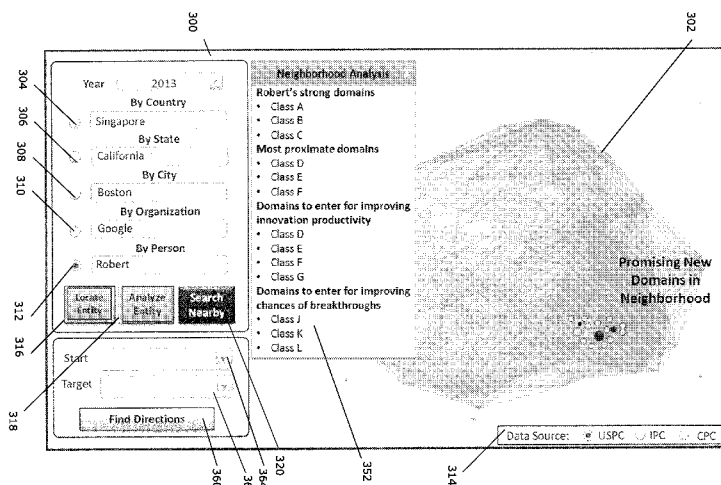 300
302
304
306
308
310
312
316
318
Year 2013
By Country
Singapore
By State
California
By City
Boston
By Organization
Google
By Person
Robert
Locate Entity
Analyze Entity
Search Nearby
Start
Target
Find Directions
Neighborhood Analysis
Robert's strong domains
• Class A
• Class B
• Class C
Most proximate domains
• Class D
• Class E
• Class F
Domains to enter for improving
innovation productivity
• Class D
• Class E
• Class F
• Class G
Domains to enter for improving
chances of breakthroughs
• Class J
• Class K
• Class L
Promising New
Domains in
Neighborhood
Data Source: USPC IPC CPC
360
320
352
314